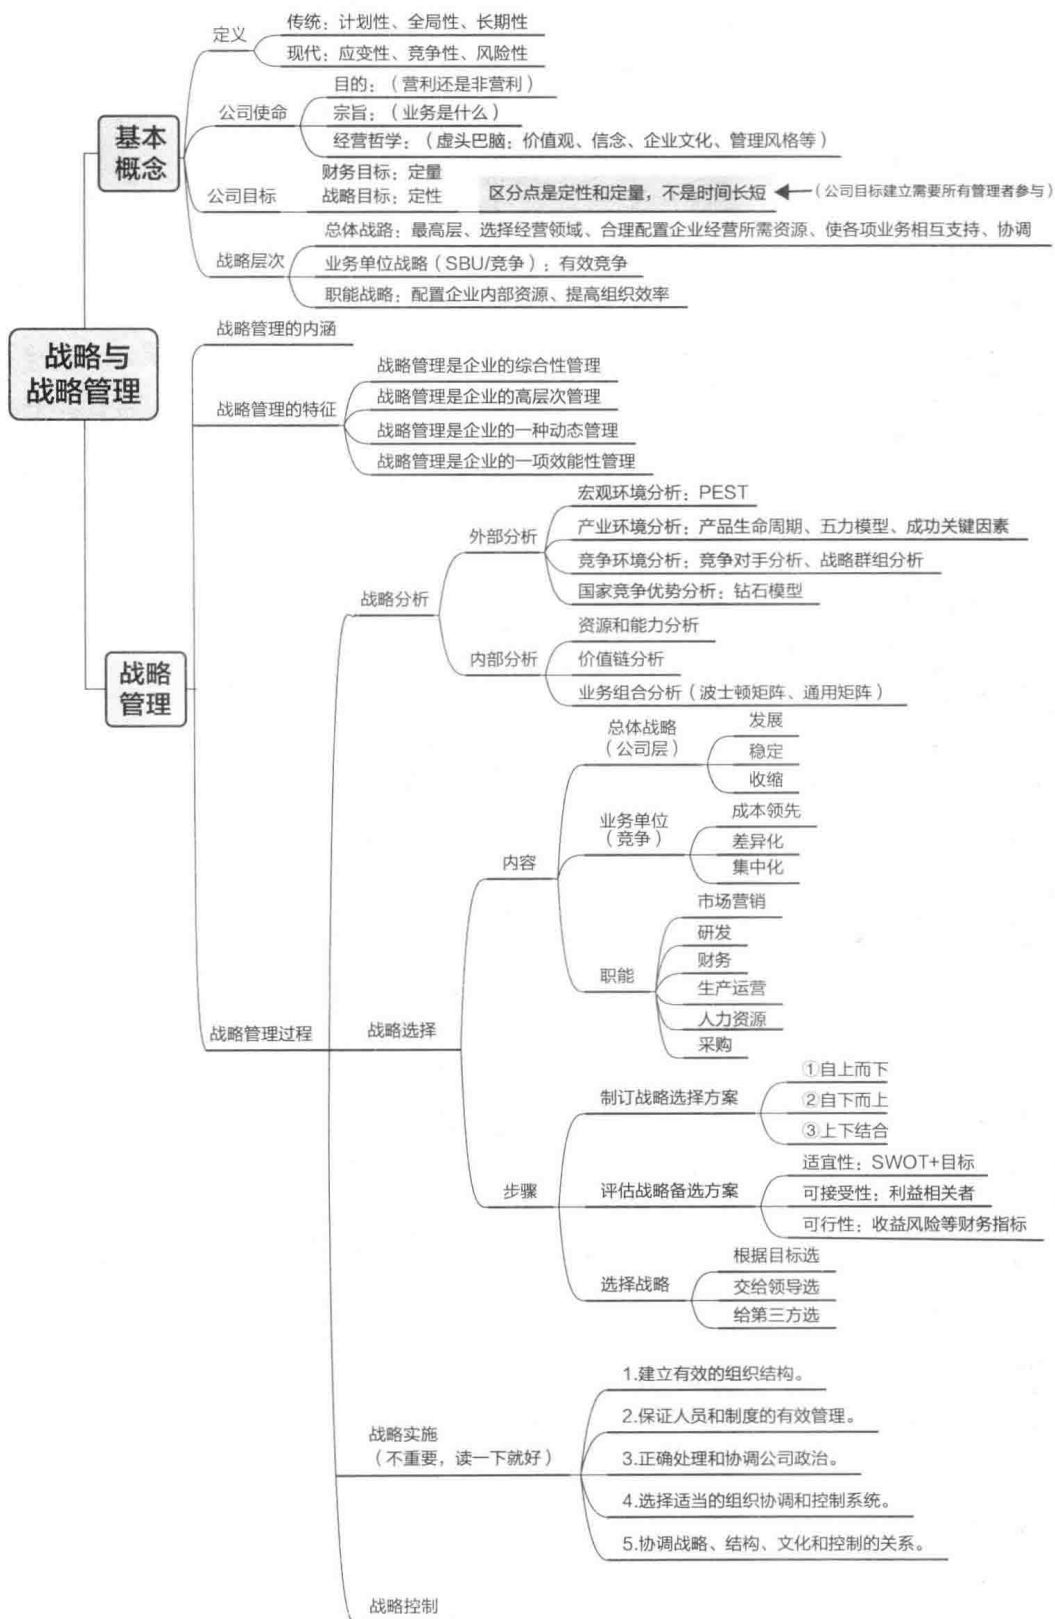 定义
传统：计划性、全局性、长期性
现代：应变性、竞争性、风险性
公司使命
目的：（营利还是非营利）
宗旨：（业务是什么）
经营哲学：（虚头巴脑：价值观、信念、企业文化、管理风格等）
基本
概念
公司目标
财务目标：定量
战略目标：定性
区分点是定性和定量，不是时间长短
（公司目标建立需要所有管理者参与）
战略层次
总体战路：最高层、选择经营领域、合理配置企业经营所需资源、使各项业务相互支持、协调
业务单位战略（SBU/竞争）：有效竞争
职能战略：配置企业内部资源、提高组织效率
战略与
战略管理
战略管理的内涵
战略管理的特征
战略管理是企业的综合性管理
战略管理是企业的高层次管理
战略管理是企业的一种动态管理
战略管理是企业的一项效能性管理
战略
管理
战略管理过程
战略分析
外部分析
宏观环境分析：PEST
产业环境分析：产品生命周期、五力模型、成功关键因素
竞争环境分析：竞争对手分析、战略群组分析
国家竞争优势分析：钻石模型
内部分析
资源和能力分析
价值链分析
业务组合分析（波士顿矩阵、通用矩阵）
战略选择
内容
总体战略
（公司层）
发展
稳定
收缩
业务单位
（竞争）
成本领先
差异化
集中化
职能
市场营销
研发
财务
生产运营
人力资源
采购
步骤
制订战略选择方案
①自上而下
②自下而上
③上下结合
评估战略备选方案
适宜性：SWOT+目标
可接受性：利益相关者
可行性：收益风险等财务指标
选择战略
根据目标选
交给领导选
给第三方选
战略实施
（不重要，读一下就好）
1.建立有效的组织结构。
2.保证人员和制度的有效管理。
3.正确处理和协调公司政治。
4.选择适当的组织协调和控制系统。
5.协调战略、结构、文化和控制的关系。
战略控制